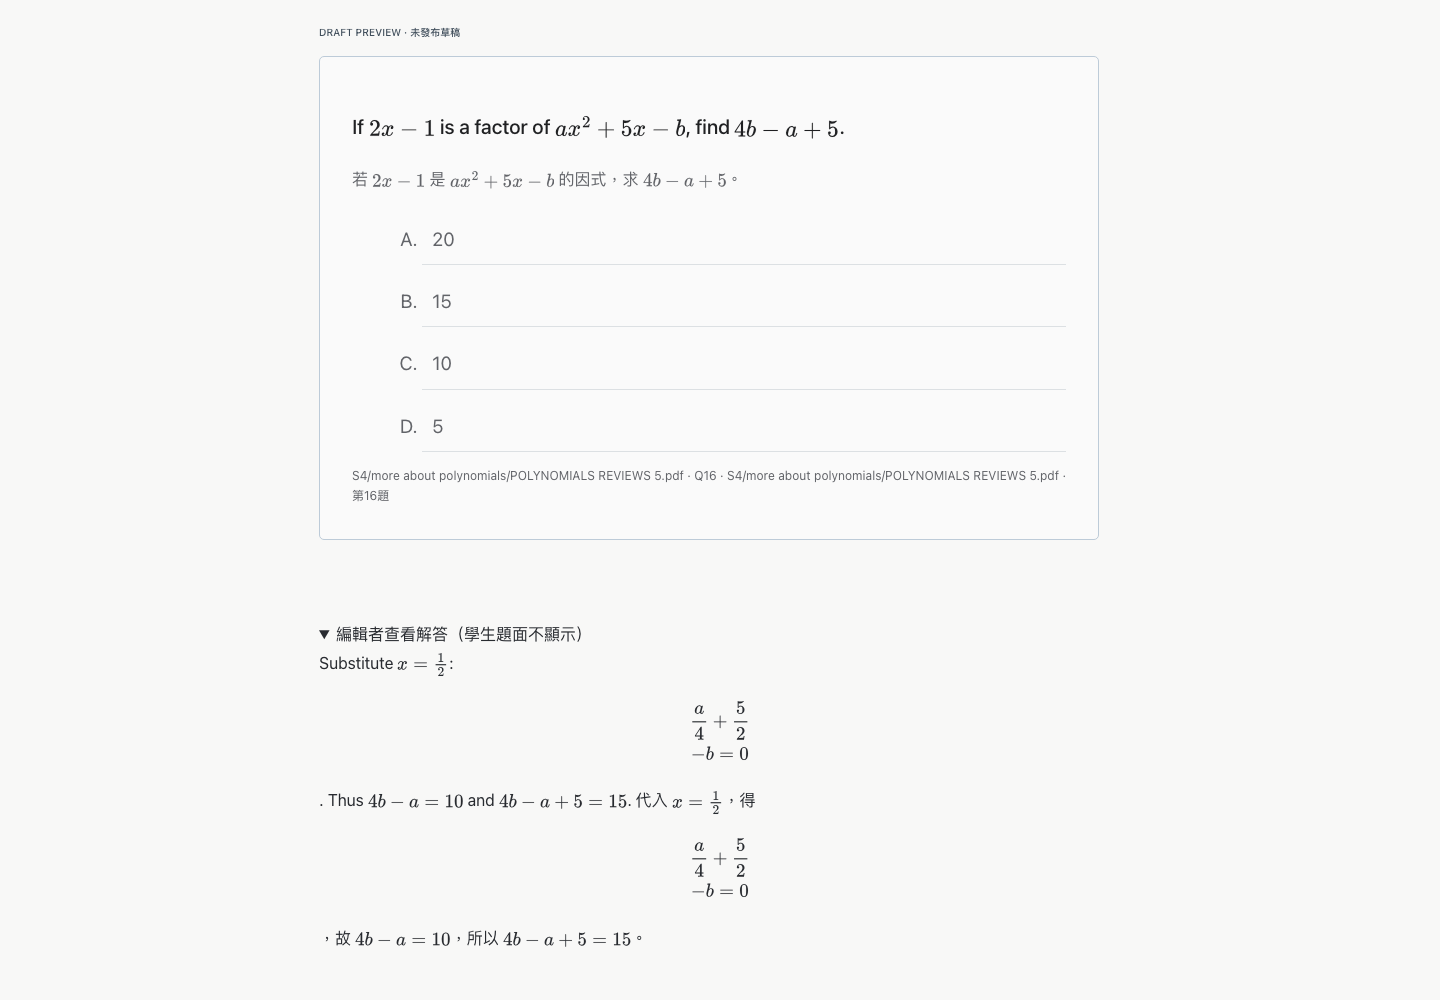 DRAFT PREVIEW · 未發布草稿
If 2x − 1 is a factor of ax² + 5x − b, find 4b − a + 5.
若 2x − 1 是 ax² + 5x − b 的因式，求 4b − a + 5。
A. 20
B. 15
C. 10
D. 5
S4/more about polynomials/POLYNOMIALS REVIEWS 5.pdf · Q16 · S4/more about polynomials/POLYNOMIALS REVIEWS 5.pdf ·
第16題
▼ 編輯者查看解答（學生題面不顯示）
Substitute x = 1/2:
a/4 + 5/2
−b = 0
. Thus 4b − a = 10 and 4b − a + 5 = 15. 代入 x = 1/2，得
a/4 + 5/2
−b = 0
，故 4b − a = 10，所以 4b − a + 5 = 15。